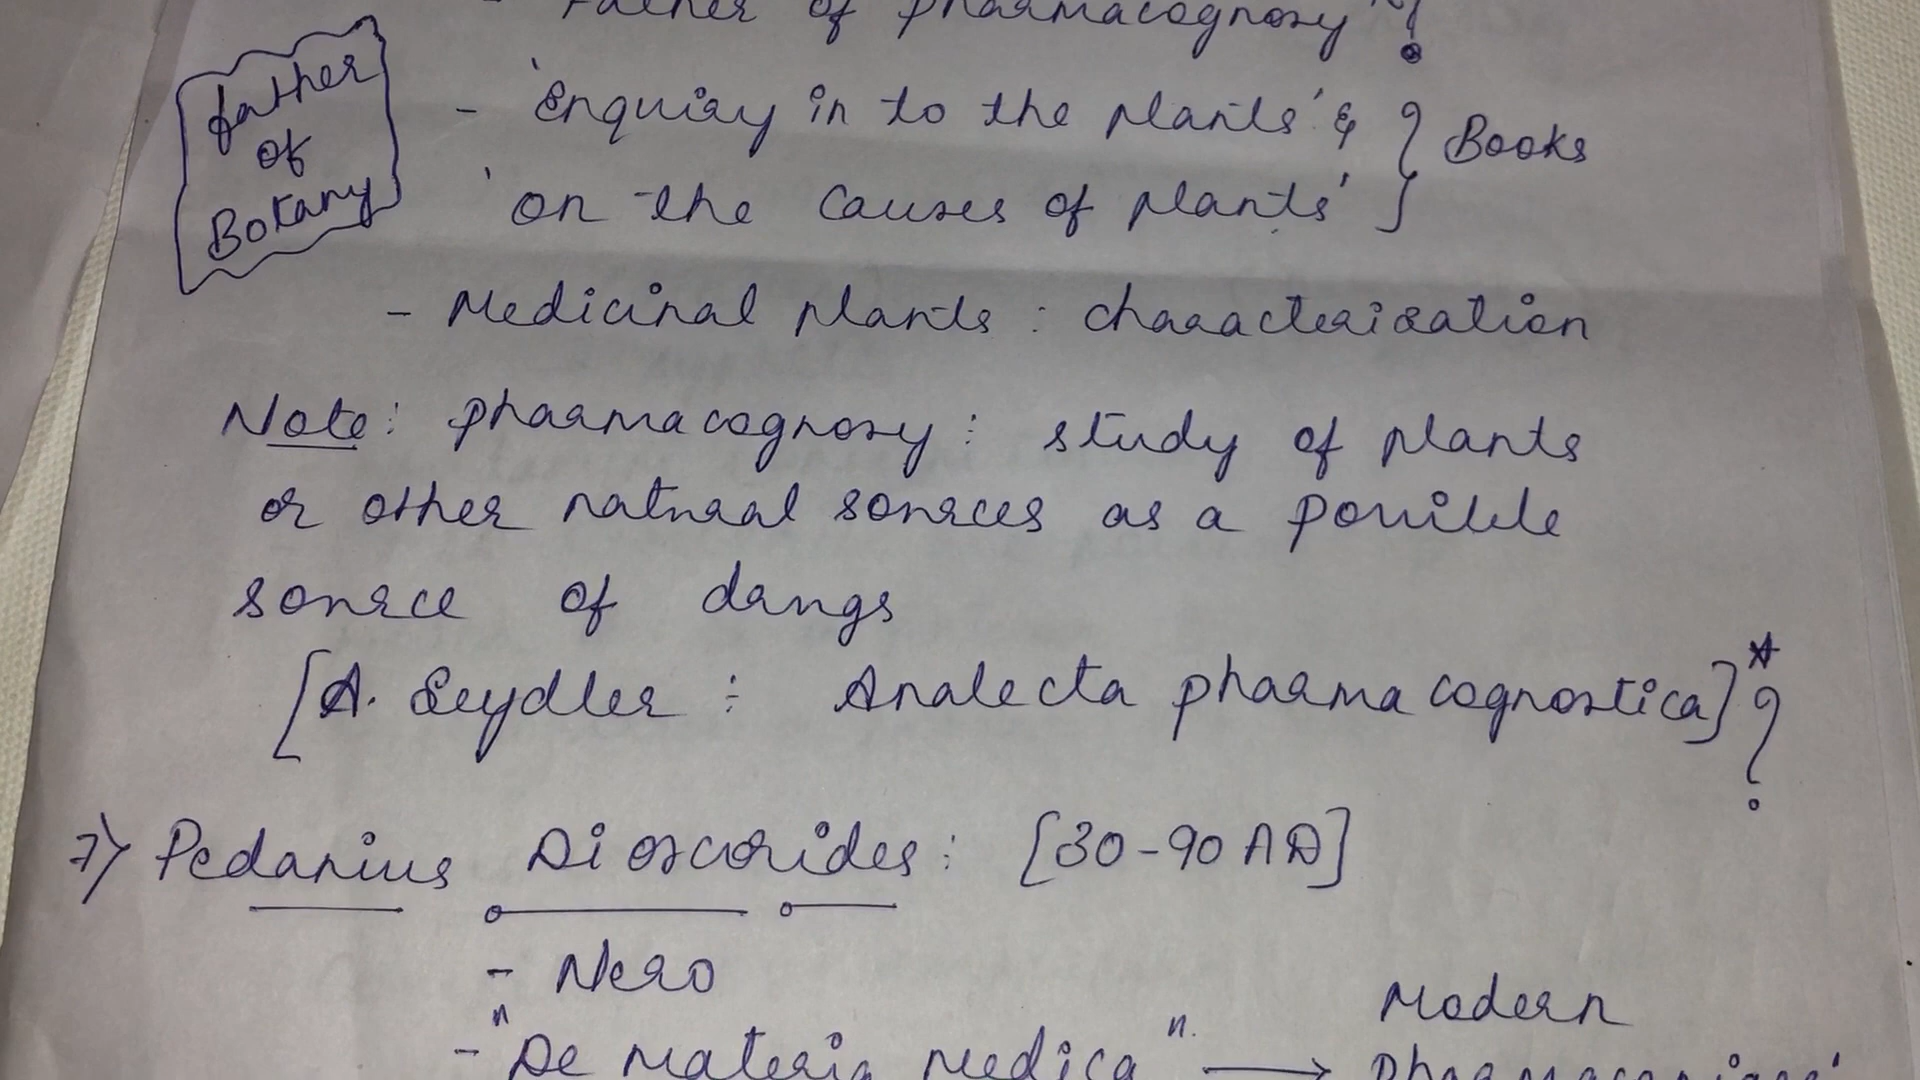 - Father of pharmacognosy"
father
of
Botany
- 'Enquiry in to the plants' &
'on the causes of plants'
Books
- Medicinal plants : characterization
Note: pharmacognosy : study of plants
or other natural sources as a possible
source of drugs
[A. Seydler : Analecta pharmacognostica]*
7) Pedanius Dioscorides : [30-90 AD]
- Nero
- "De materia medica" → Modern